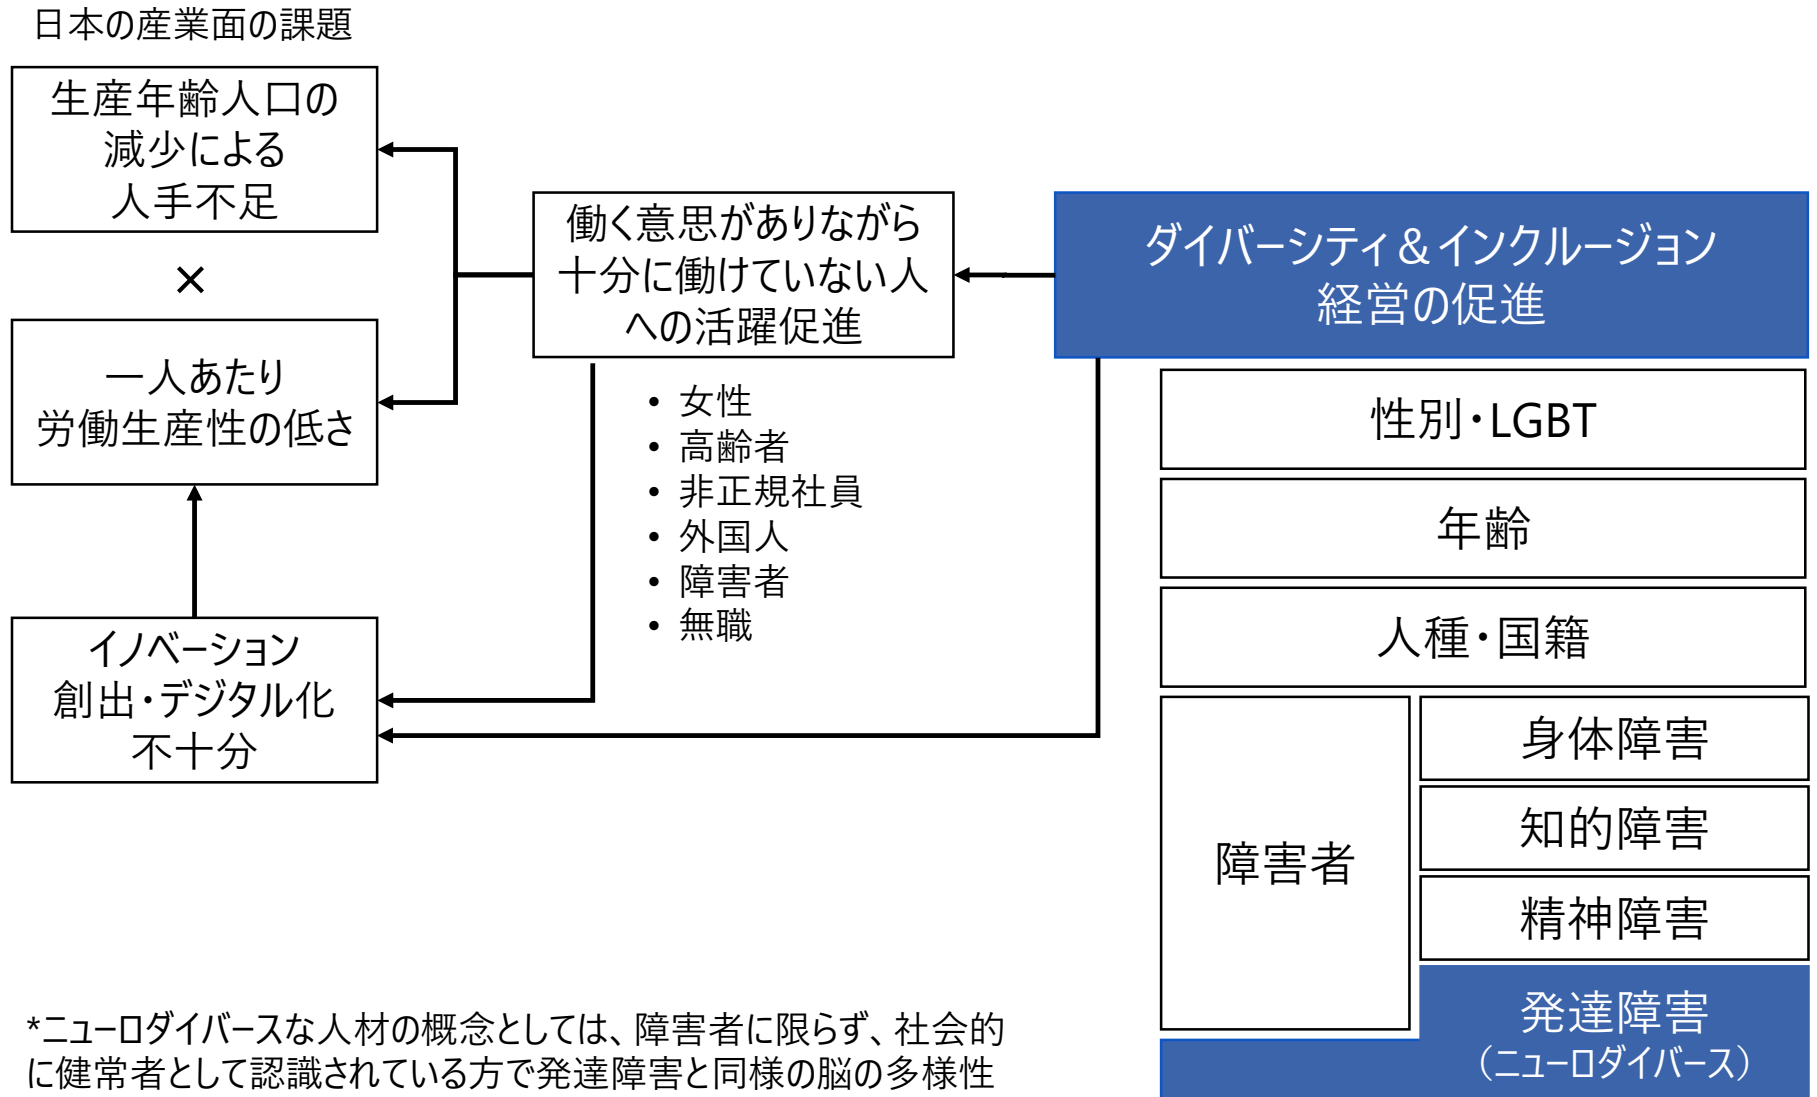 日本の産業面の課題
生産年齢人口の
減少による
人手不足
×
一人あたり
労働生産性の低さ
イノベーション
創出・デジタル化
不十分
働く意思がありながら
十分に働けていない人
への活躍促進
• 女性
• 高齢者
• 非正規社員
• 外国人
• 障害者
• 無職
ダイバーシティ＆インクルージョン
経営の促進
性別・LGBT
年齢
人種・国籍
障害者
身体障害
知的障害
精神障害
発達障害
（ニューロダイバース）
*ニューロダイバースな人材の概念としては、障害者に限らず、社会的
に健常者として認識されている方で発達障害と同様の脳の多様性